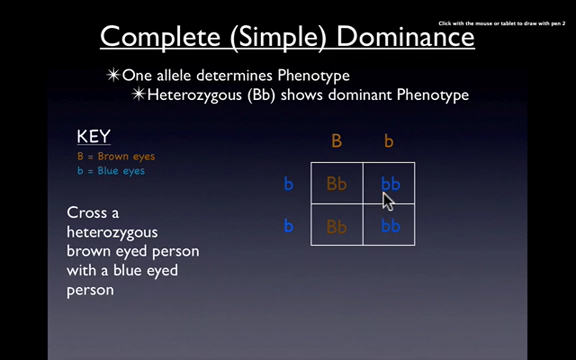 Click with the mouse or tablet to draw with pen 2
Complete (Simple) Dominance
✴One allele determines Phenotype
✴Heterozygous (Bb) shows dominant Phenotype
KEY
B = Brown eyes
b = Blue eyes
Cross a
heterozygous
brown eyed person
with a blue eyed
person
B b
b Bb bb
b Bb bb